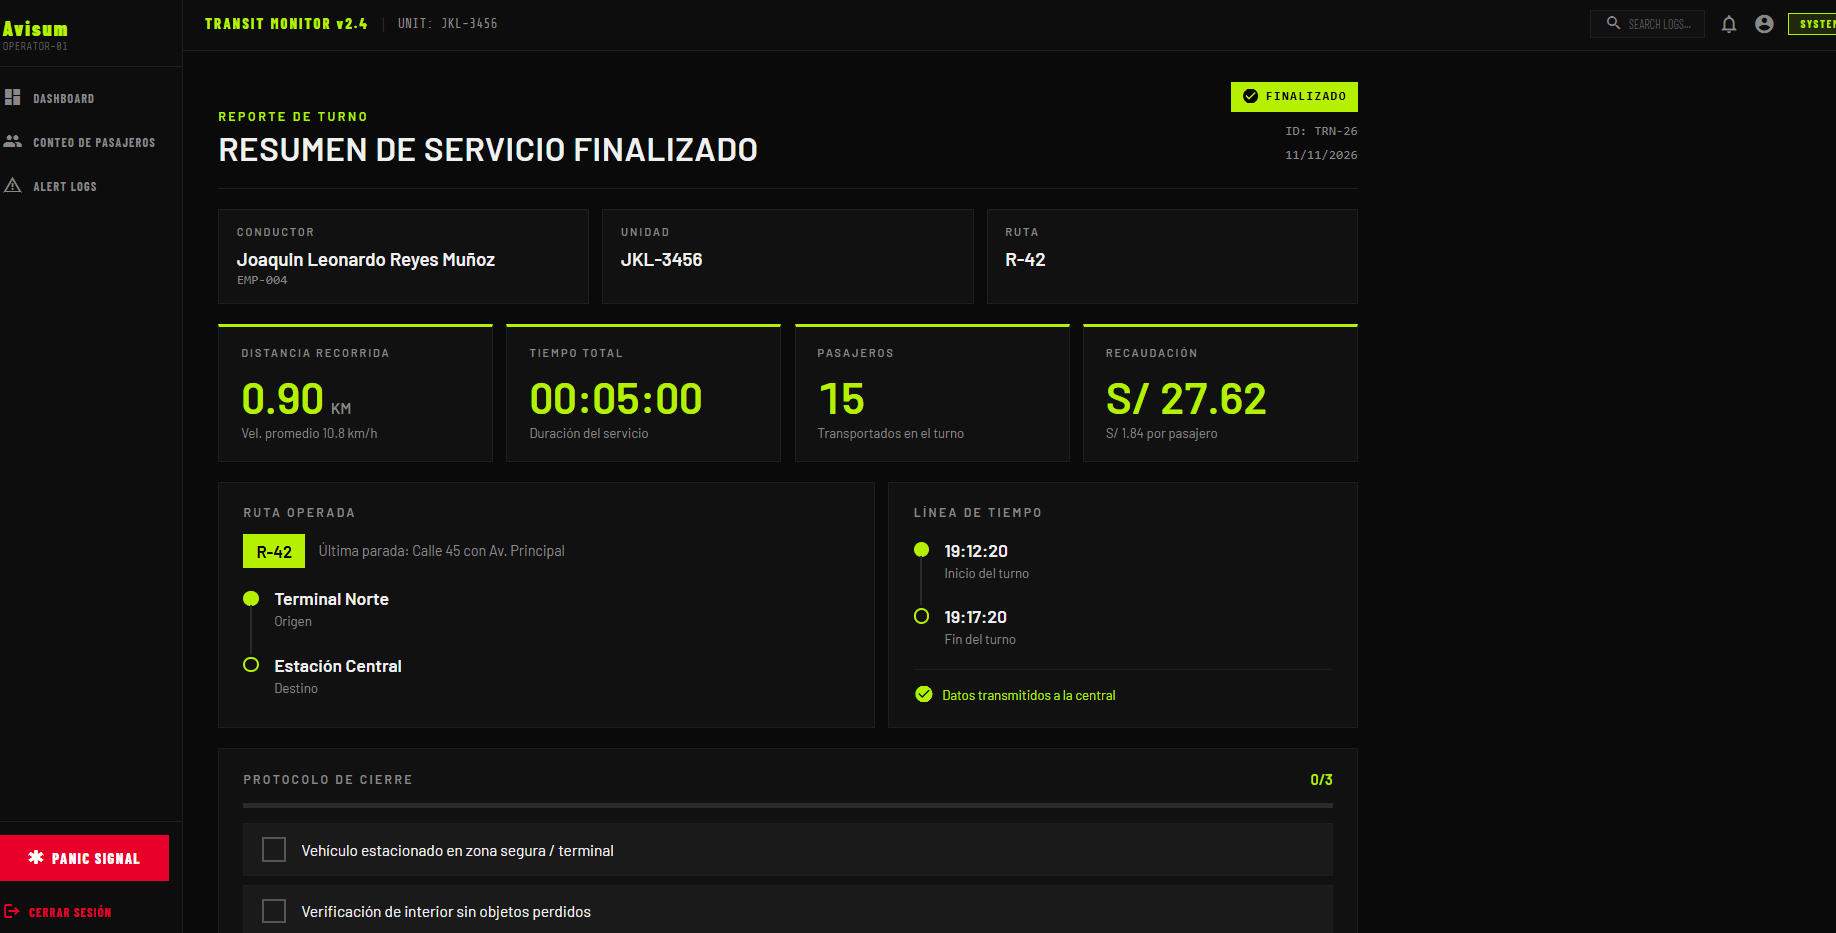 Avisum
OPERATOR-01
DASHBOARD
CONTEO DE PASAJEROS
ALERT LOGS
PANIC SIGNAL
CERRAR SESIÓN
TRANSIT MONITOR v2.4
UNIT: JKL-3456
SEARCH LOGS...
REPORTE DE TURNO
RESUMEN DE SERVICIO FINALIZADO
FINALIZADO
ID: TRN-26
11/11/2026
CONDUCTOR
Joaquin Leonardo Reyes Muñoz
EMP-004
UNIDAD
JKL-3456
RUTA
R-42
DISTANCIA RECORRIDA
0.90 KM
Vel. promedio 10.8 km/h
TIEMPO TOTAL
00:05:00
Duración del servicio
PASAJEROS
15
Transportados en el turno
RECAUDACIÓN
S/ 27.62
S/ 1.84 por pasajero
RUTA OPERADA
R-42 Última parada: Calle 45 con Av. Principal
Terminal Norte
Origen
Estación Central
Destino
LÍNEA DE TIEMPO
19:12:20
Inicio del turno
19:17:20
Fin del turno
Datos transmitidos a la central
PROTOCOLO DE CIERRE
0/3
Vehículo estacionado en zona segura / terminal
Verificación de interior sin objetos perdidos